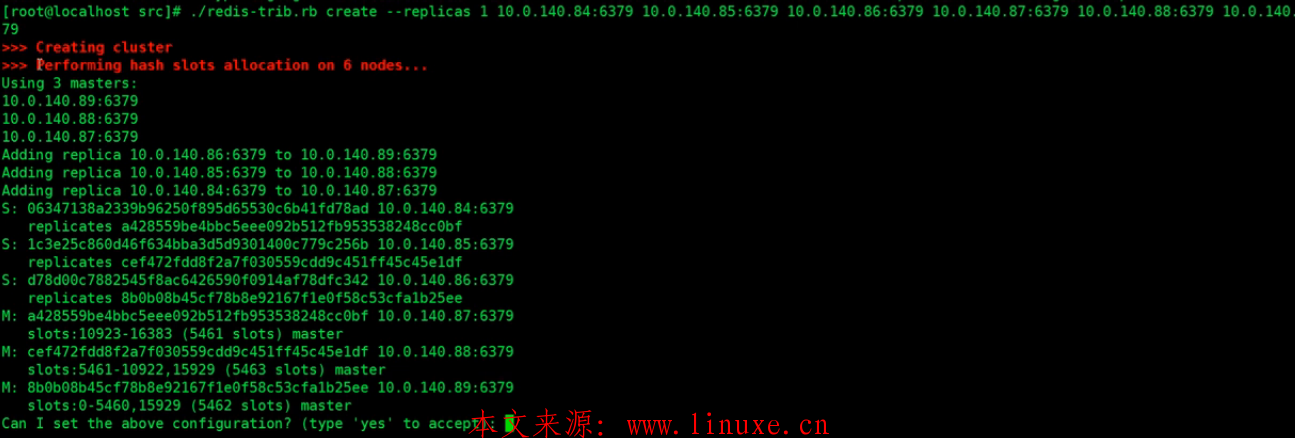 [root@localhost src]# ./redis-trib.rb create --replicas 1 10.0.140.84:6379 10.0.140.85:6379 10.0.140.86:6379 10.0.140.87:6379 10.0.140.88:6379 10.0.140.
79
>>> Creating cluster
>>> Performing hash slots allocation on 6 nodes...
Using 3 masters:
10.0.140.89:6379
10.0.140.88:6379
10.0.140.87:6379
Adding replica 10.0.140.86:6379 to 10.0.140.89:6379
Adding replica 10.0.140.85:6379 to 10.0.140.88:6379
Adding replica 10.0.140.84:6379 to 10.0.140.87:6379
S: 06347138a2339b96250f895d65530c6b41fd78ad 10.0.140.84:6379
replicates a428559be4bbc5eee092b512fb953538248cc0bf
S: 1c3e25c860d46f634bba3d5d9301400c779c256b 10.0.140.85:6379
replicates cef472fdd8f2a7f030559cdd9c451ff45c45e1df
S: d78d00c7882545f8ac6426590f0914af78dfc342 10.0.140.86:6379
replicates 8b0b08b45cf78b8e92167f1e0f58c53cfa1b25ee
M: a428559be4bbc5eee092b512fb953538248cc0bf 10.0.140.87:6379
slots:10923-16383 (5461 slots) master
M: cef472fdd8f2a7f030559cdd9c451ff45c45e1df 10.0.140.88:6379
slots:5461-10922,15929 (5463 slots) master
M: 8b0b08b45cf78b8e92167f1e0f58c53cfa1b25ee 10.0.140.89:6379
slots:0-5460,15929 (5462 slots) master
Can I set the above configuration? (type 'yes' to accept):
本文来源: www.linuxe.cn